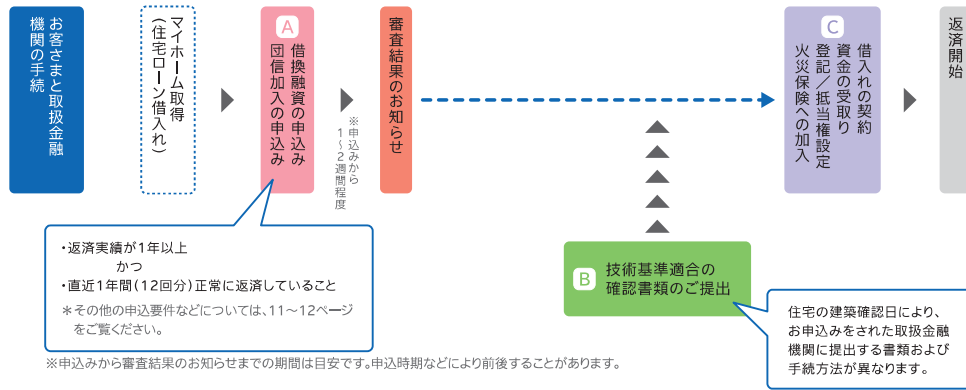 お客さまと取扱金融
機関の手続
マイホーム取得
(住宅ローン借入れ)
A
借換融資の申込み
団信加入の申込み
※申込みから
1~2週間程度
審査結果のお知らせ
C
借入れの契約
資金の受取り
登記/抵当権設定
火災保険への加入
返済開始
・返済実績が1年以上
かつ
・直近1年間(12回分)正常に返済していること
*その他の申込要件などについては、11~12ページ
をご覧ください。
B
技術基準適合の
確認書類のご提出
住宅の建築確認日により、
お申込みをされた取扱金融
機関に提出する書類および
手続方法が異なります。
※申込みから審査結果のお知らせまでの期間は目安です。申込時期などにより前後することがあります。